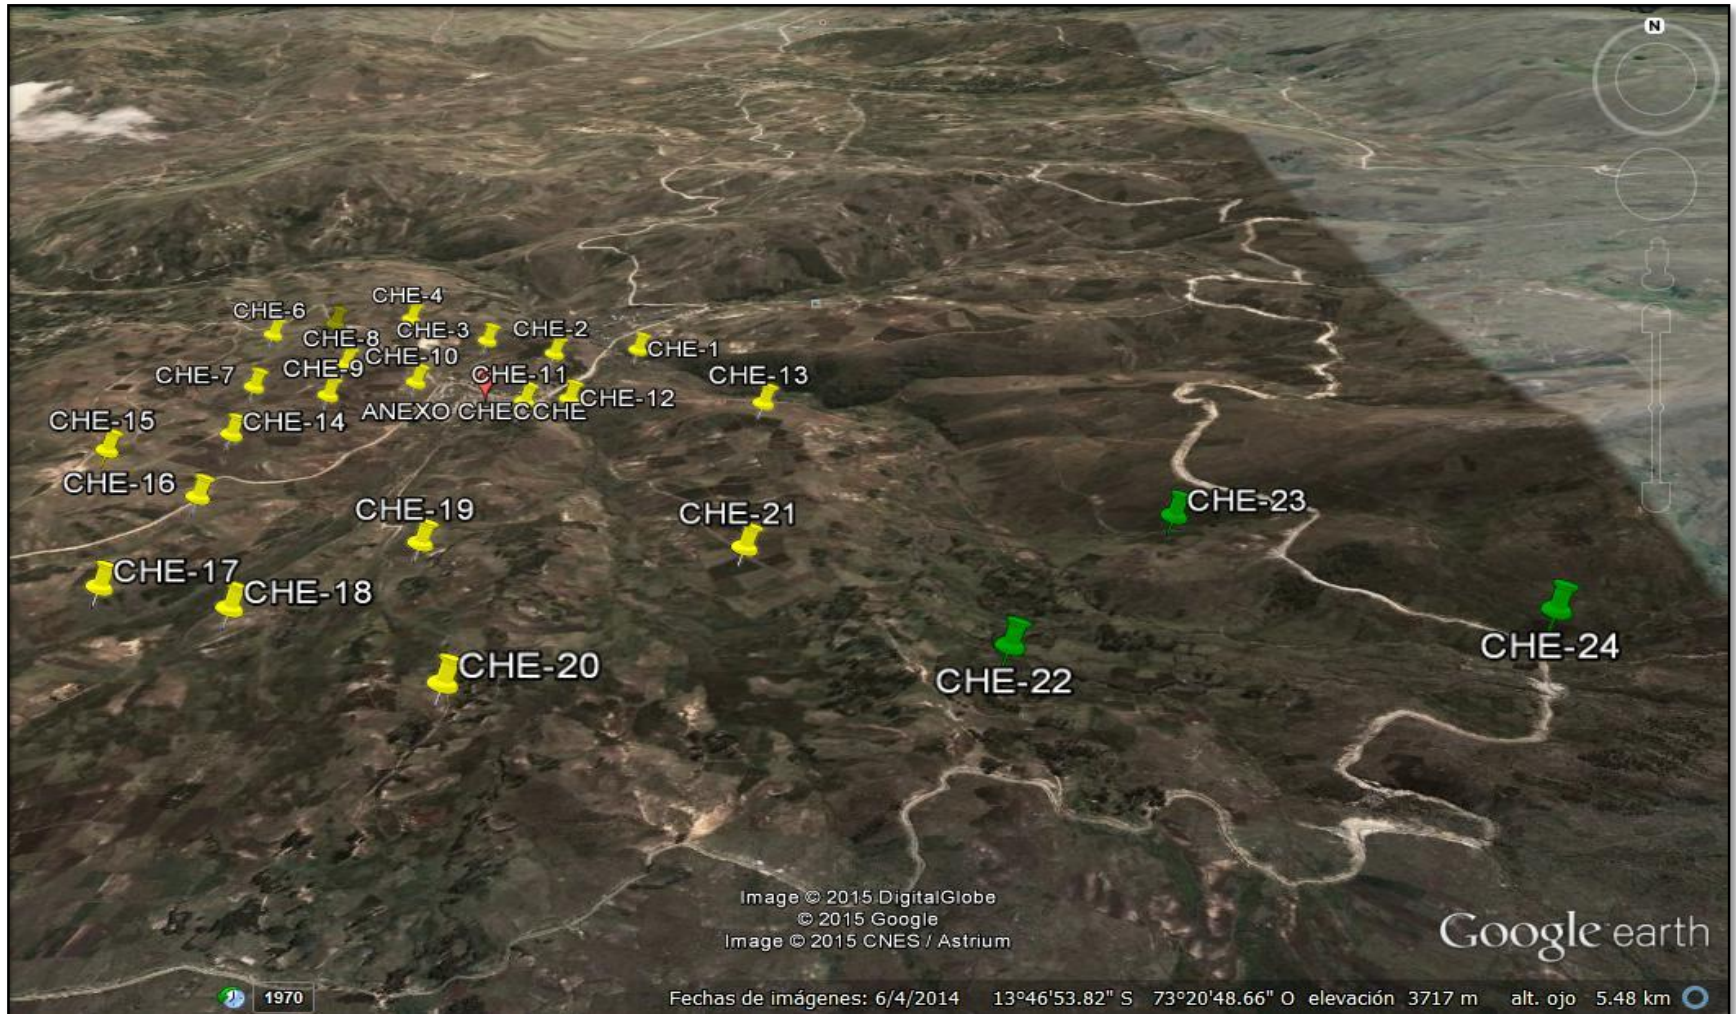 N
CHE-4
CHE-6
CHE-3
CHE-2
CHE-8
CHE-1
CHE-10
CHE-9
CHE-7
CHE-11
CHE-13
CHE-12
ANEXO CHECCHE
CHE-15
CHE-14
CHE-16
CHE-23
CHE-19
CHE-21
CHE-17
CHE-18
CHE-24
CHE-20
CHE-22
Image © 2015 DigitalGlobe
© 2015 Google
Image © 2015 CNES / Astrium
Google earth
1970
Fechas de imágenes: 6/4/2014 13°46'53.82" S 73°20'48.66" O elevación 3717 m alt. ojo 5.48 km